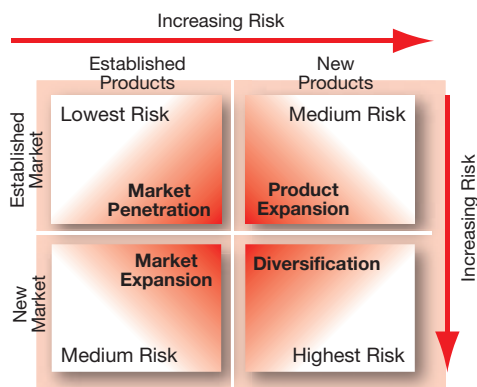 Increasing Risk
Established
Products
New
Products
Established
Market
Lowest Risk
Market
Penetration
Medium Risk
Product
Expansion
Increasing Risk
New
Market
Market
Expansion
Medium Risk
Diversification
Highest Risk